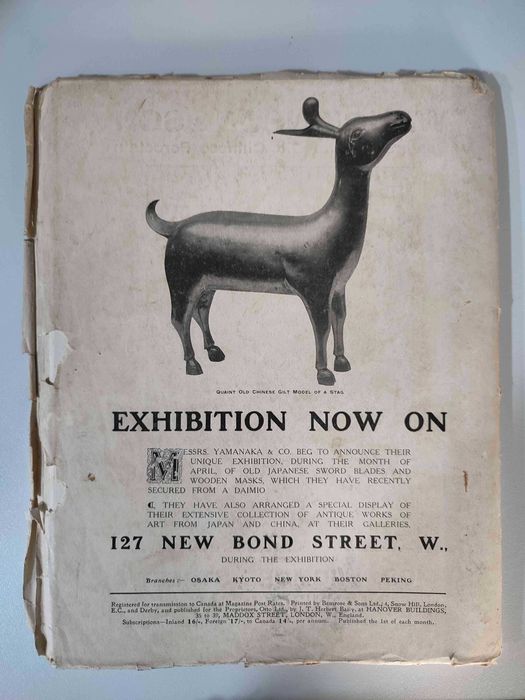 QUAINT OLD CHINESE GILT MODEL OF A STAG.
EXHIBITION NOW ON
MESSRS. YAMANAKA & CO. BEG TO ANNOUNCE THEIR
UNIQUE EXHIBITION, DURING THE MONTH OF
APRIL, OF OLD JAPANESE SWORD BLADES AND
WOODEN MASKS, WHICH THEY HAVE RECENTLY
SECURED FROM A DAIMIO
¶, THEY HAVE ALSO ARRANGED A SPECIAL DISPLAY OF
THEIR EXTENSIVE COLLECTION OF ANTIQUE WORKS OF
ART FROM JAPAN AND CHINA, AT THEIR GALLERIES,
127 NEW BOND STREET, W.,
DURING THE EXHIBITION
Branches :— OSAKA KYOTO NEW YORK BOSTON PEKING
Registered for transmission to Canada at Magazine Post Rates. Printed by Bemrose & Sons Ltd., 4, Snow Hill, London,
E.C., and Derby, and published for the Proprietors, Otto Ltd., by J. T. Herbert Baily, at HANOVER BUILDINGS,
35 to 39, MADDOX STREET, LONDON, W., England.
Subscriptions—Inland 16/-, Foreign 17/-, to Canada 14/-, per annum. Published the 1st of each month.